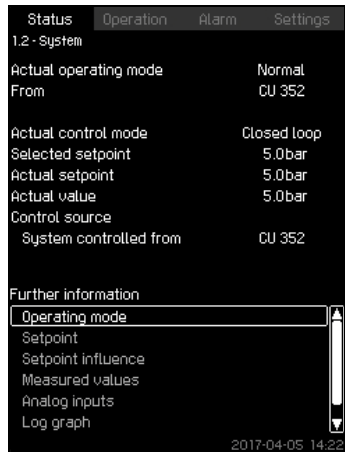 Status Operation Alarm Settings
1.2 - System
Actual operating mode Normal
From CU 352
Actual control mode Closed loop
Selected setpoint 5.0bar
Actual setpoint 5.0bar
Actual value 5.0bar
Control source
System controlled from CU 352
Further information
Operating mode
Setpoint
Setpoint influence
Measured values
Analog inputs
Log graph
2017-04-05 14:22